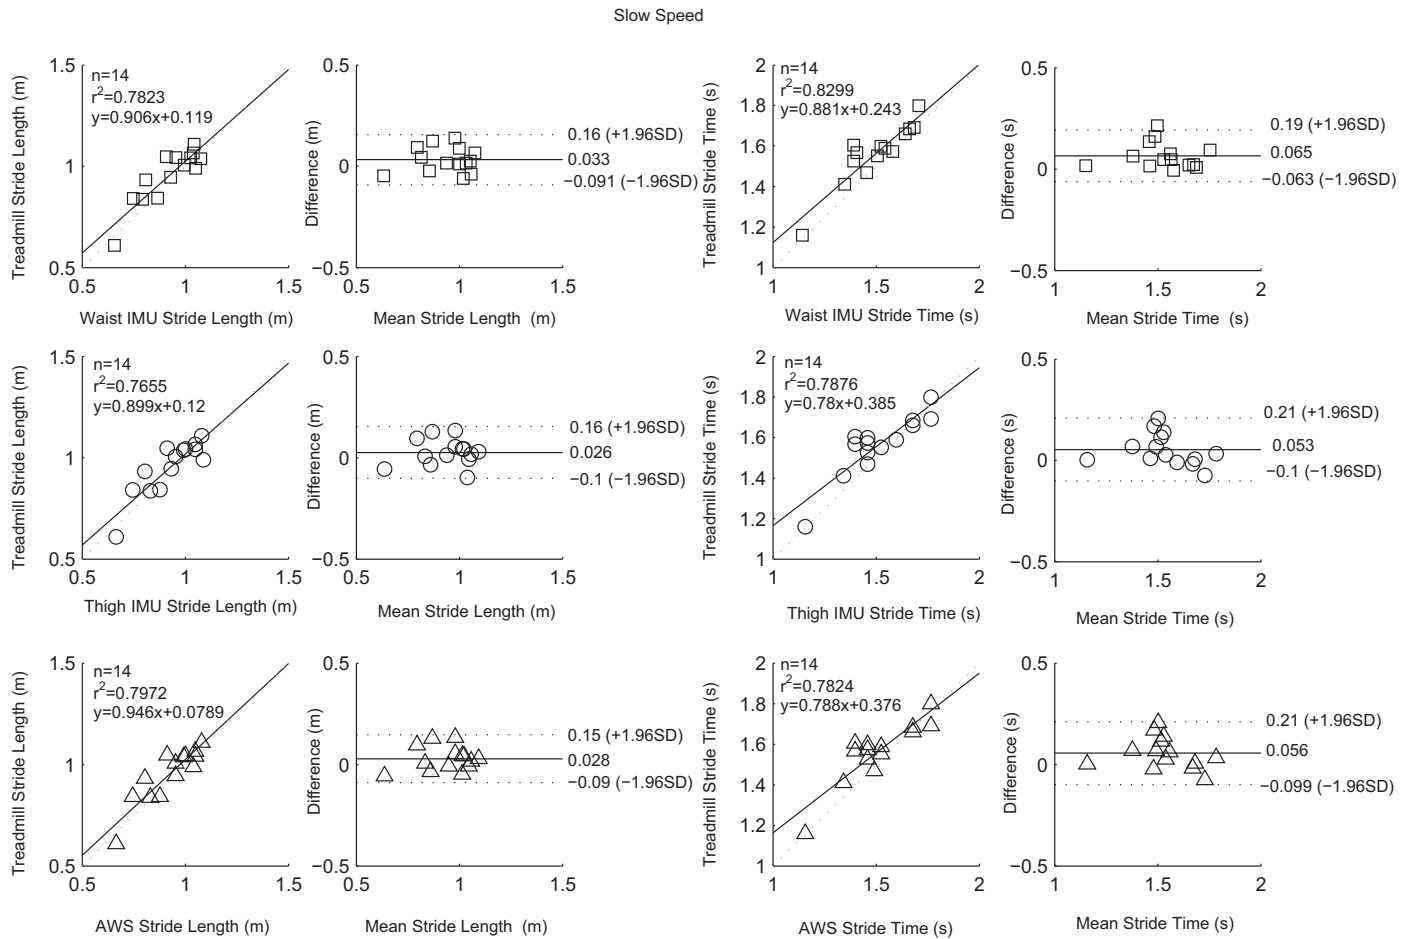 Slow Speed
Treadmill Stride Length (m)
1.5
1
0.5
n=14
r²=0.7823
y=0.906x+0.119
0.5 1 1.5
Waist IMU Stride Length (m)
Difference (m)
0.5
0
−0.5
0.16 (+1.96SD)
0.033
−0.091 (−1.96SD)
0.5 1 1.5
Mean Stride Length (m)
Treadmill Stride Time (s)
2
1.8
1.6
1.4
1.2
1
n=14
r²=0.8299
y=0.881x+0.243
1 1.5 2
Waist IMU Stride Time (s)
Difference (s)
0.5
0
−0.5
0.19 (+1.96SD)
0.065
−0.063 (−1.96SD)
1 1.5 2
Mean Stride Time (s)
Treadmill Stride Length (m)
1.5
1
0.5
n=14
r²=0.7655
y=0.899x+0.12
0.5 1 1.5
Thigh IMU Stride Length (m)
Difference (m)
0.5
0
−0.5
0.16 (+1.96SD)
0.026
−0.1 (−1.96SD)
0.5 1 1.5
Mean Stride Length (m)
Treadmill Stride Time (s)
2
1.8
1.6
1.4
1.2
1
n=14
r²=0.7876
y=0.78x+0.385
1 1.5 2
Thigh IMU Stride Time (s)
Difference (s)
0.5
0
−0.5
0.21 (+1.96SD)
0.053
−0.1 (−1.96SD)
1 1.5 2
Mean Stride Time (s)
Treadmill Stride Length (m)
1.5
1
0.5
n=14
r²=0.7972
y=0.946x+0.0789
0.5 1 1.5
AWS Stride Length (m)
Difference (m)
0.5
0
−0.5
0.15 (+1.96SD)
0.028
−0.09 (−1.96SD)
0.5 1 1.5
Mean Stride Length (m)
Treadmill Stride Time (s)
2
1.8
1.6
1.4
1.2
1
n=14
r²=0.7824
y=0.788x+0.376
1 1.5 2
AWS Stride Time (s)
Difference (s)
0.5
0
−0.5
0.21 (+1.96SD)
0.056
−0.099 (−1.96SD)
1 1.5 2
Mean Stride Time (s)